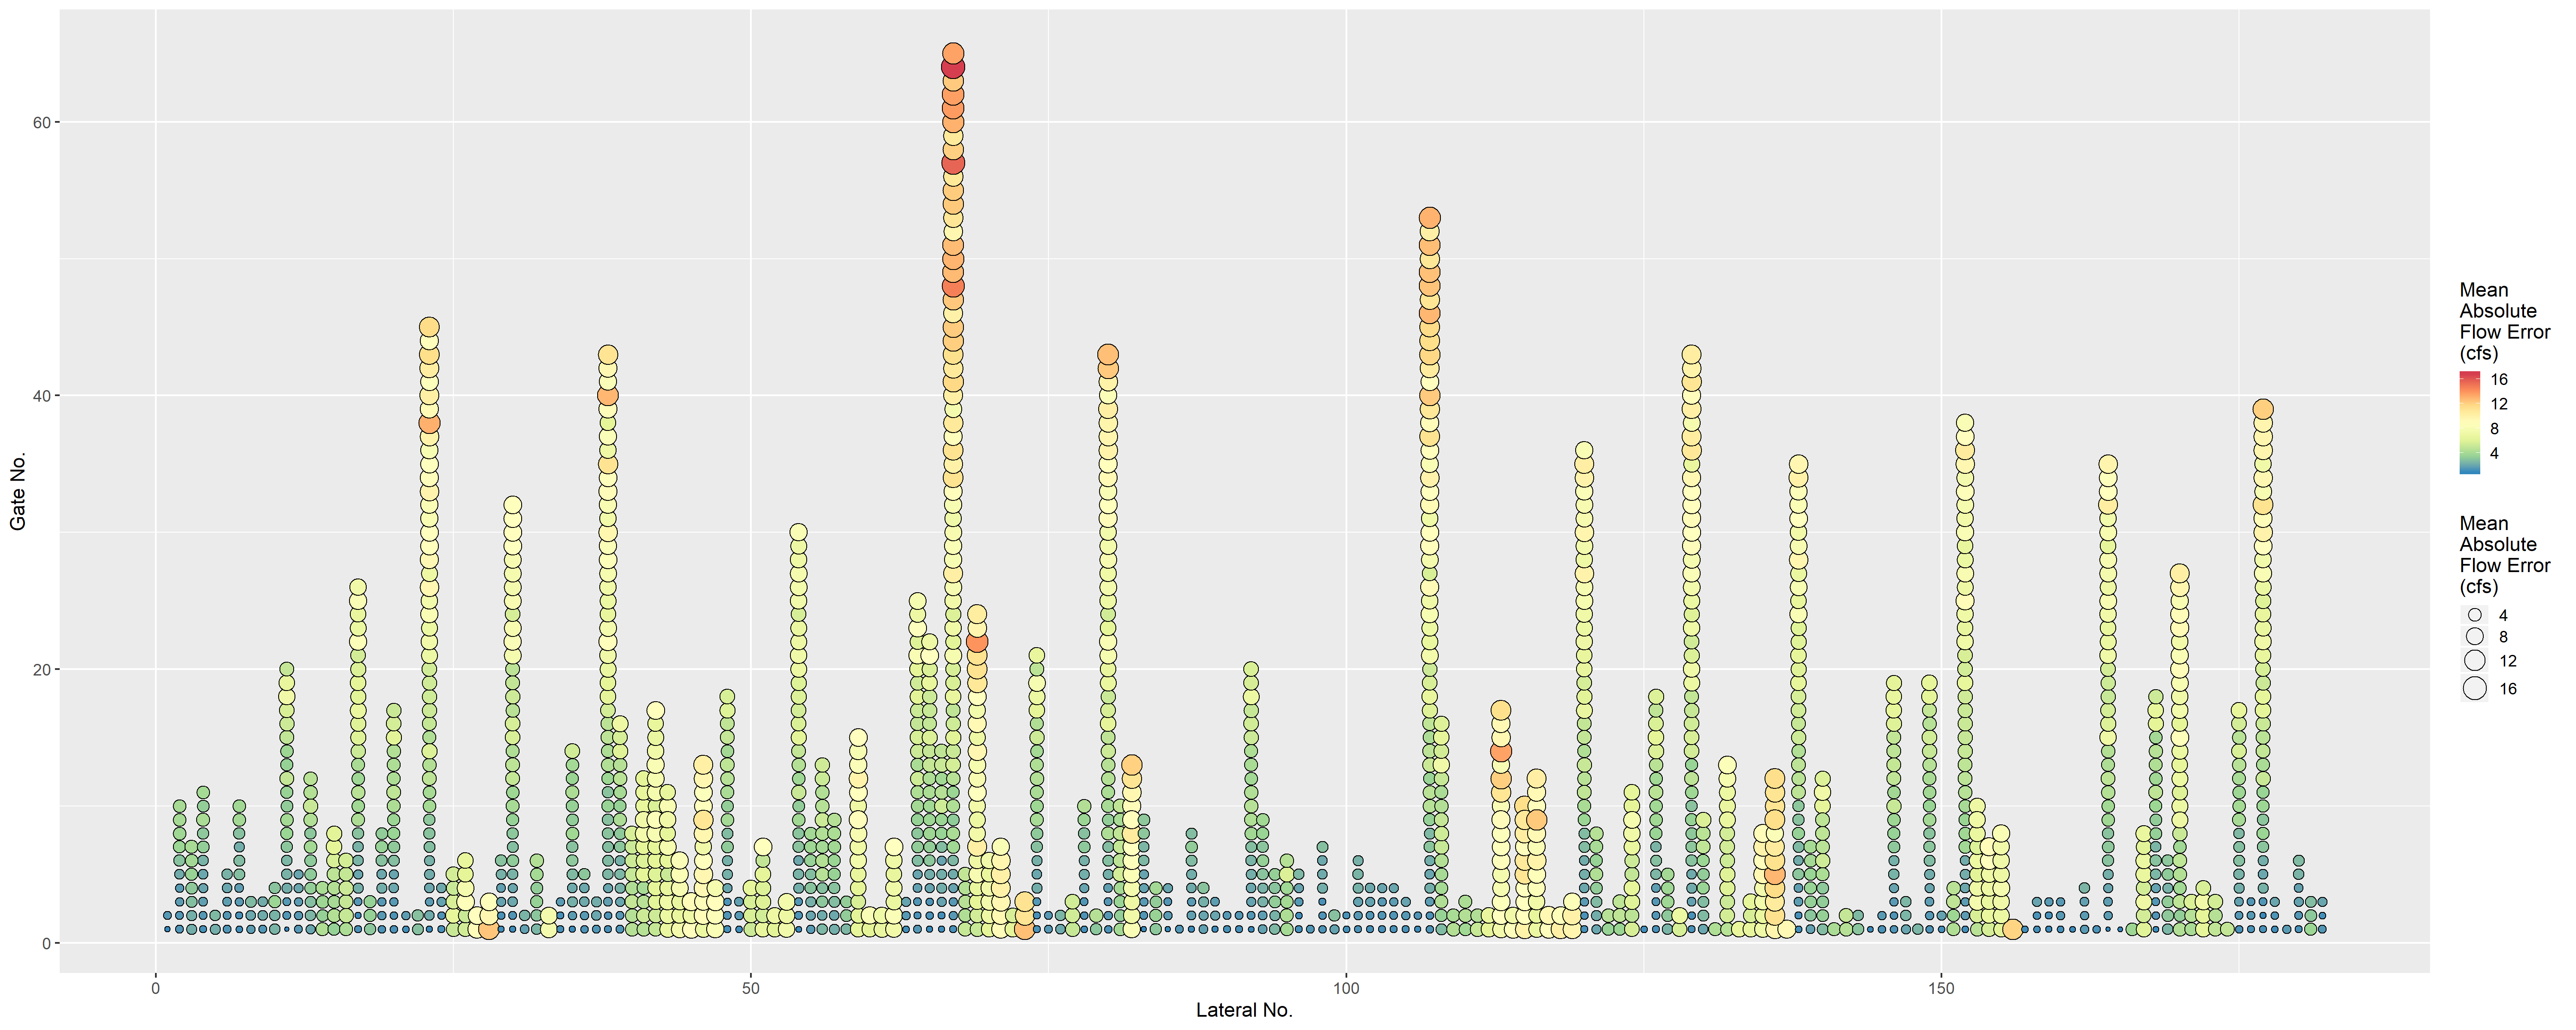 60
40
20
0
Gate No.
0 50 100 150
Lateral No.
Mean
Absolute
Flow Error
(cfs)
16
12
8
4
Mean
Absolute
Flow Error
(cfs)
4
8
12
16